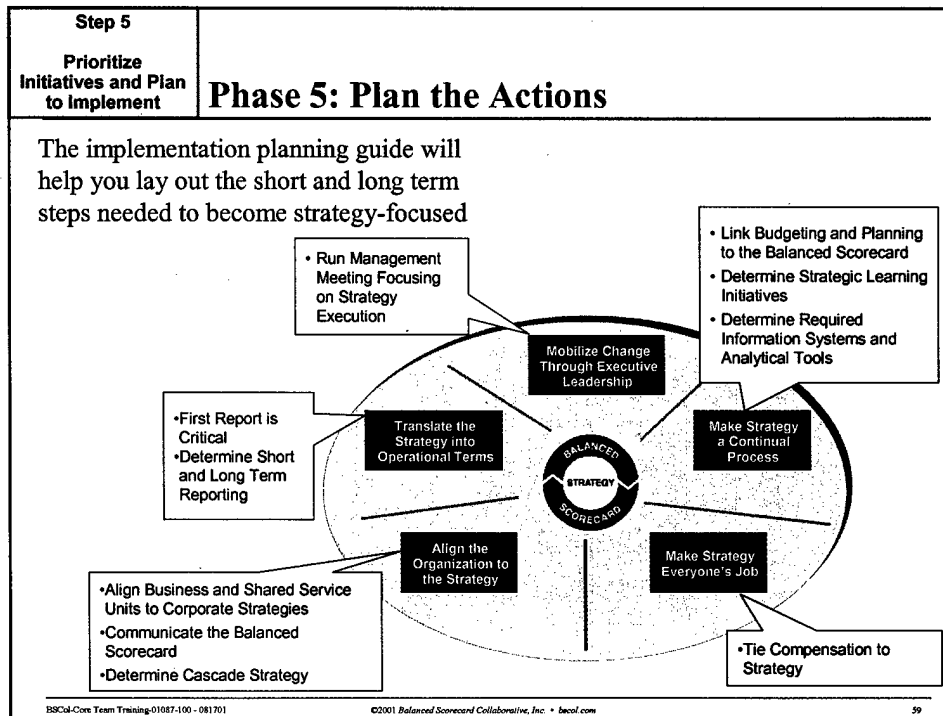 Step 5
Prioritize
Initiatives and Plan
to Implement
Phase 5: Plan the Actions
The implementation planning guide will
help you lay out the short and long term
steps needed to become strategy-focused
• Run Management
Meeting Focusing
on Strategy
Execution
• Link Budgeting and Planning
to the Balanced Scorecard
• Determine Strategic Learning
Initiatives
• Determine Required
Information Systems and
Analytical Tools
Mobilize Change
Through Executive
Leadership
•First Report is
Critical
•Determine Short
and Long Term
Reporting
Translate the
Strategy into
Operational Terms
Make Strategy
a Continual
Process
BALANCED
STRATEGY
SCORECARD
Align the
Organization to
the Strategy
Make Strategy
Everyone's Job
•Align Business and Shared Service
Units to Corporate Strategies
•Communicate the Balanced
Scorecard
•Determine Cascade Strategy
•Tie Compensation to
Strategy
BSCol-Core Team Training-01087-100 - 081701
©2001 Balanced Scorecard Collaborative, Inc. • bscol.com
59